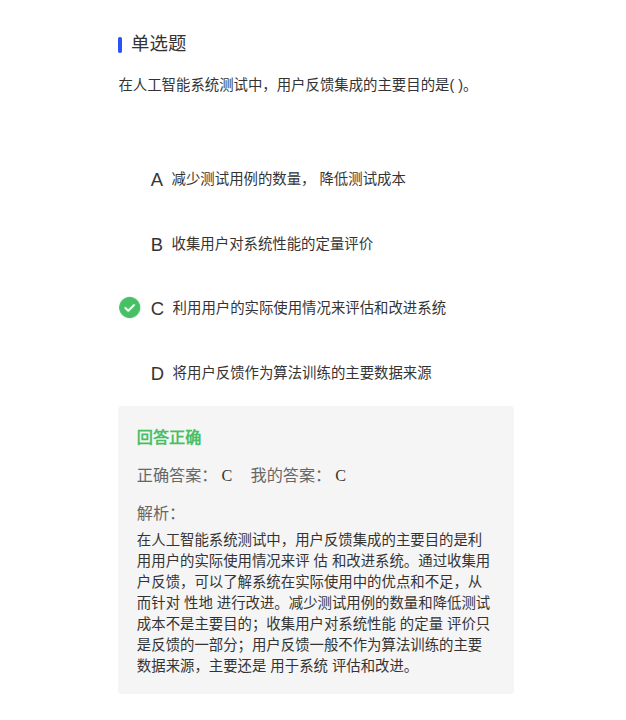 单选题
在人工智能系统测试中，用户反馈集成的主要目的是( )。
A 减少测试用例的数量， 降低测试成本
B 收集用户对系统性能的定量评价
C 利用用户的实际使用情况来评估和改进系统
D 将用户反馈作为算法训练的主要数据来源
回答正确
正确答案： C 我的答案： C
解析：
在人工智能系统测试中，用户反馈集成的主要目的是利
用用户的实际使用情况来评 估 和改进系统。通过收集用
户反馈，可以了解系统在实际使用中的优点和不足，从
而针对 性地 进行改进。减少测试用例的数量和降低测试
成本不是主要目的；收集用户对系统性能 的定量 评价只
是反馈的一部分；用户反馈一般不作为算法训练的主要
数据来源，主要还是 用于系统 评估和改进。